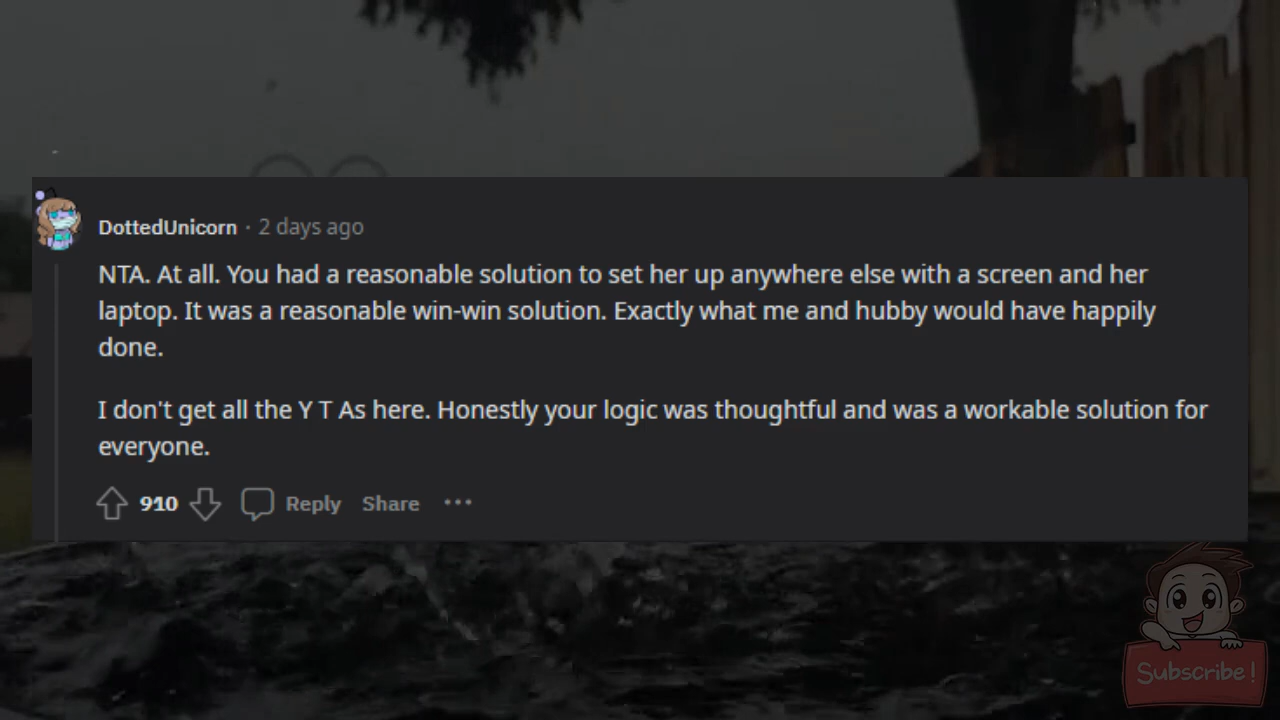 DottedUnicorn · 2 days ago
NTA. At all. You had a reasonable solution to set her up anywhere else with a screen and her
laptop. It was a reasonable win-win solution. Exactly what me and hubby would have happily
done.
I don't get all the Y T As here. Honestly your logic was thoughtful and was a workable solution for
everyone.
910 Reply Share ···
Subscribe!